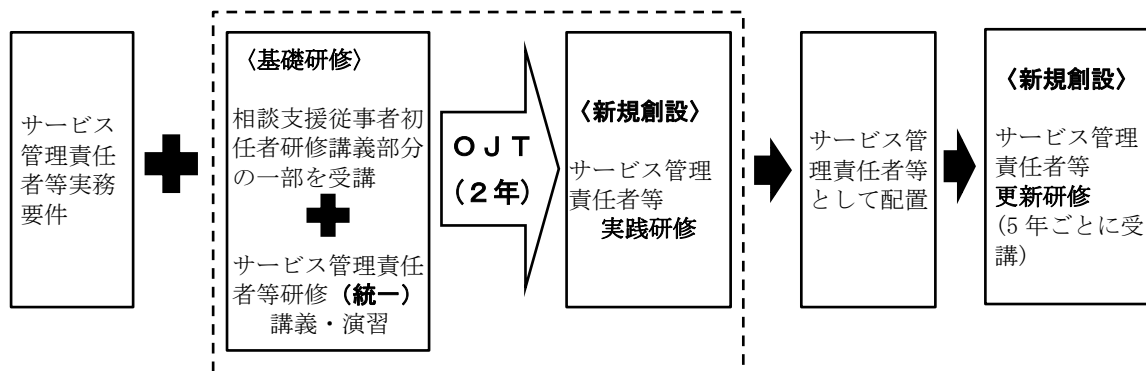 サービス
管理責任
者等実務
要件
〈基礎研修〉
相談支援従事者初
任者研修講義部分
の一部を受講
サービス管理責任
者等研修（統一）
講義・演習
ＯＪＴ
（２年）
〈新規創設〉
サービス管理
責任者等
実践研修
サービス管
理責任者等
として配置
〈新規創設〉
サービス管理
責任者等
更新研修
(5年ごとに受
講)